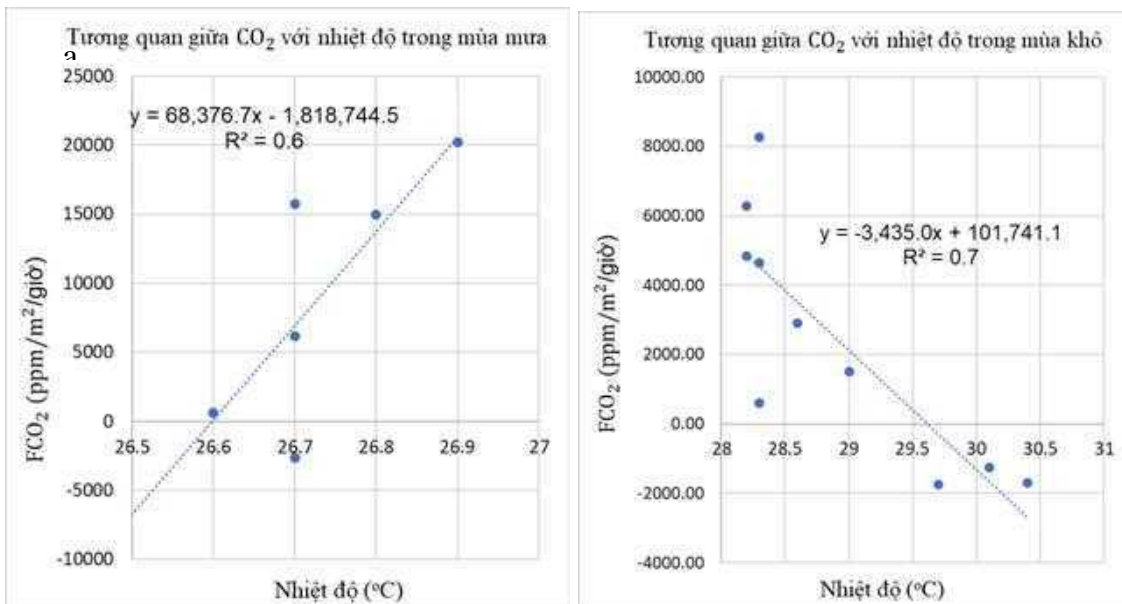 Tương quan giữa CO₂ với nhiệt độ trong mùa mưa
a
25000
20000
15000
10000
5000
0
-5000
-10000
y = 68,376.7x - 1,818,744.5
R² = 0.6
26.5 26.6 26.7 26.8 26.9 27
FCO₂ (ppm/m²/giờ)
Nhiệt độ (°C)
Tương quan giữa CO₂ với nhiệt độ trong mùa khô
10000.00
8000.00
6000.00
4000.00
2000.00
0.00
-2000.00
-4000.00
y = -3,435.0x + 101,741.1
R² = 0.7
28 28.5 29 29.5 30 30.5 31
FCO₂ (ppm/m²/giờ)
Nhiệt độ (°C)